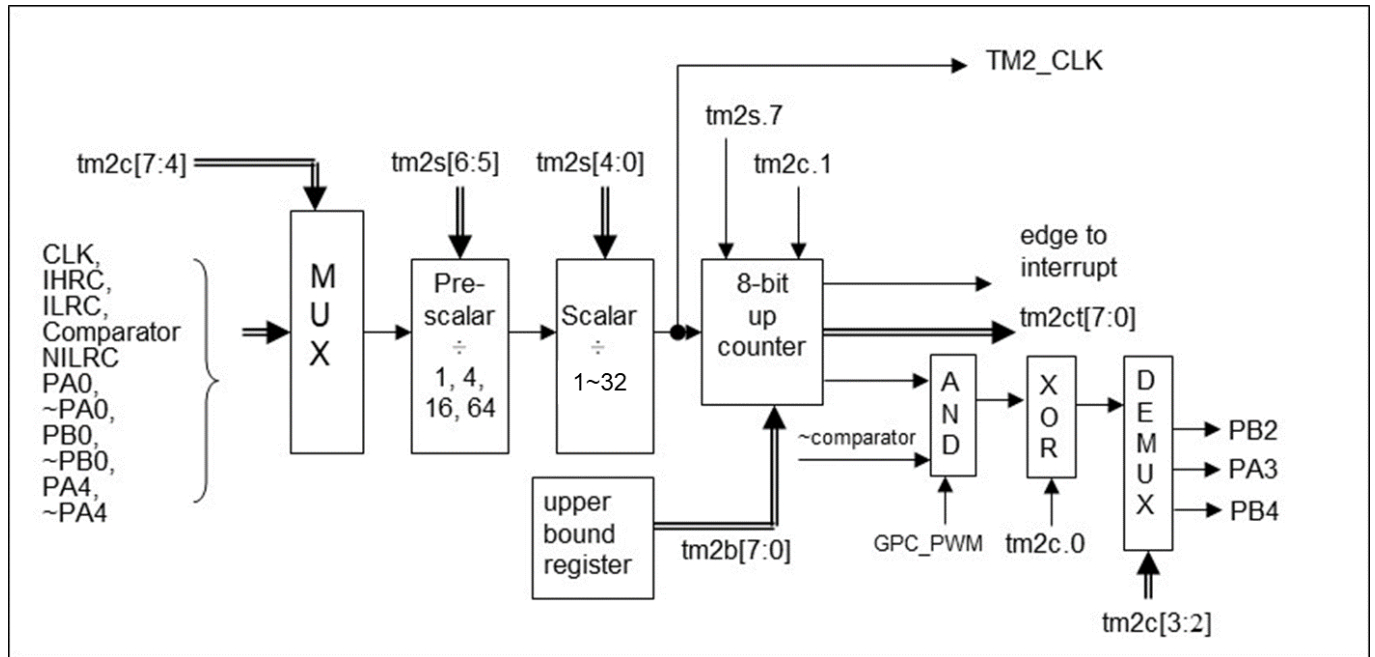 TM2_CLK
tm2s.7
tm2c[7:4]
tm2s[6:5]
tm2s[4:0]
tm2c.1
CLK,
IHRC,
ILRC,
Comparator
NILRC
PA0,
~PA0,
PB0,
~PB0,
PA4,
~PA4
M
U
X
Pre-
scalar
÷
1, 4,
16, 64
Scalar
÷
1~32
8-bit
up
counter
edge to
interrupt
tm2ct[7:0]
~comparator
A
N
D
GPC_PWM
X
O
R
tm2c.0
D
E
M
U
X
PB2
PA3
PB4
tm2c[3:2]
upper
bound
register
tm2b[7:0]